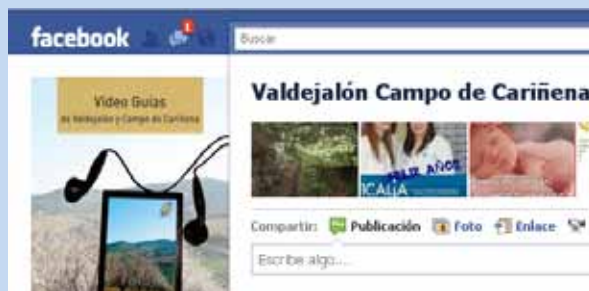 facebook
1
Buscar
Video Guías
de Valdejalón y Campo de Cariñena
Valdejalón Campo de Cariñena
FELIZ AÑOS
ICALiA
Compartir: Publicación Foto Enlace
Escribe algo...